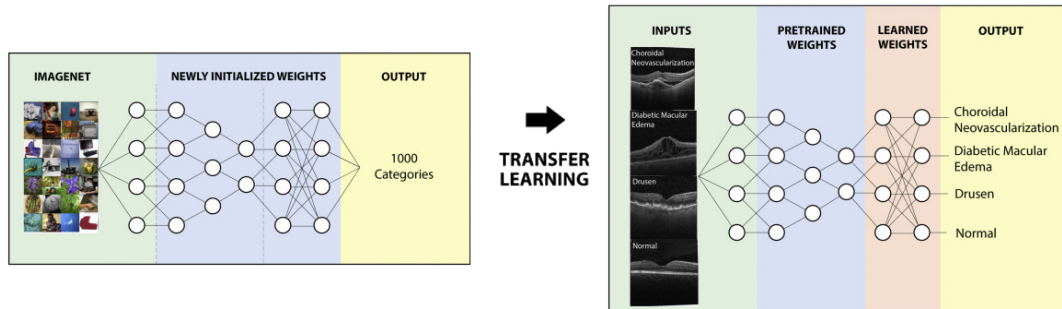 IMAGENET
NEWLY INITIALIZED WEIGHTS
OUTPUT
1000
Categories
TRANSFER
LEARNING
INPUTS
PRETRAINED
WEIGHTS
LEARNED
WEIGHTS
OUTPUT
Choroidal
Neovascularization
Diabetic Macular
Edema
Drusen
Normal
Choroidal
Neovascularization
Diabetic Macular
Edema
Drusen
Normal